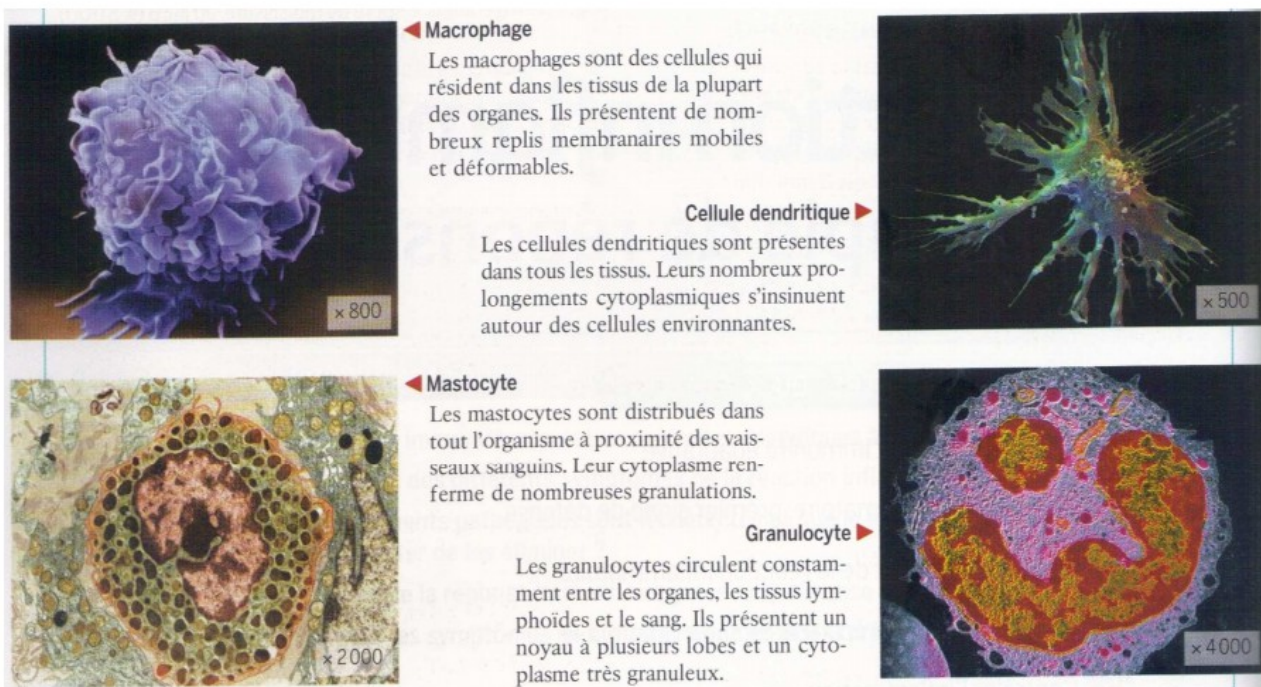 ◀ Macrophage
Les macrophages sont des cellules qui
résident dans les tissus de la plupart
des organes. Ils présentent de nom-
breux replis membranaires mobiles
et déformables.
× 800
Cellule dendritique ▶
Les cellules dendritiques sont présentes
dans tous les tissus. Leurs nombreux pro-
longements cytoplasmiques s'insinuent
autour des cellules environnantes.
× 500
◀ Mastocyte
Les mastocytes sont distribués dans
tout l'organisme à proximité des vais-
seaux sanguins. Leur cytoplasme ren-
ferme de nombreuses granulations.
× 2000
Granulocyte ▶
Les granulocytes circulent constam-
ment entre les organes, les tissus lym-
phoïdes et le sang. Ils présentent un
noyau à plusieurs lobes et un cyto-
plasme très granuleux.
× 4000